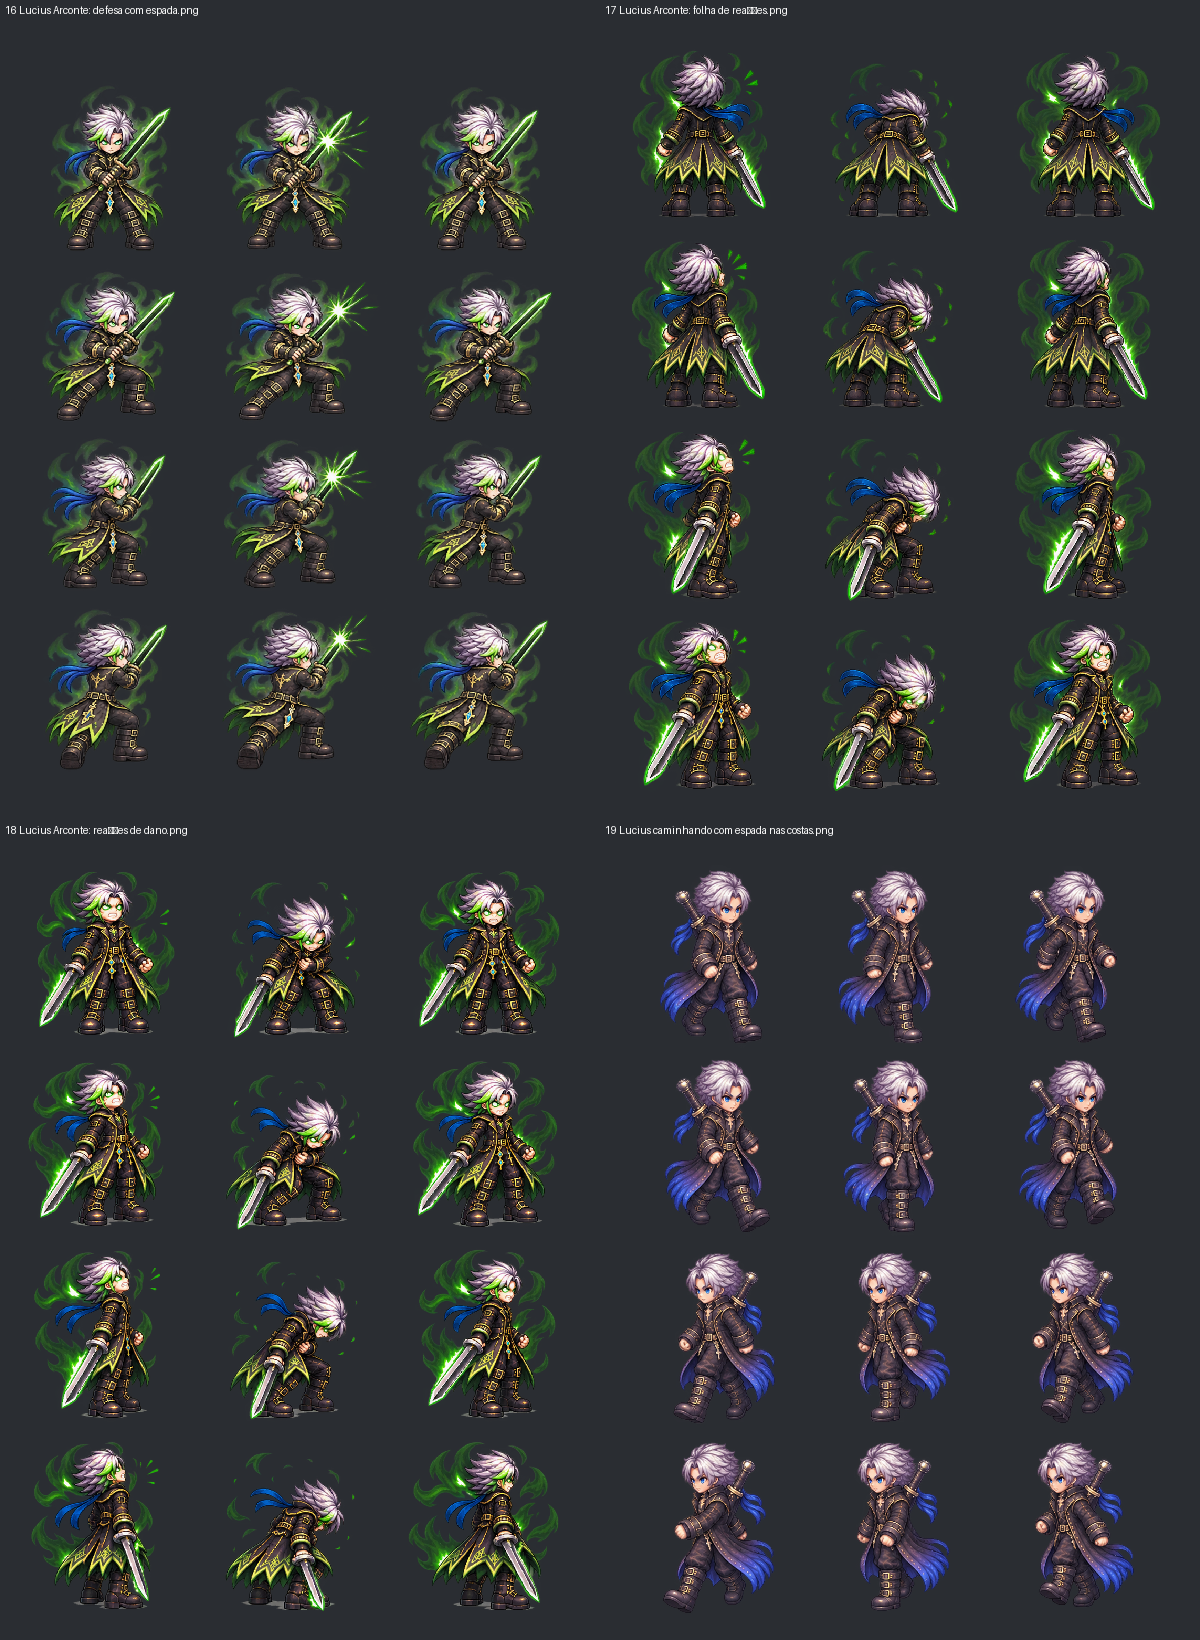 16 Lucius Arconte: defesa com espada.png
17 Lucius Arconte: folha de rea▯▯es.png
18 Lucius Arconte: rea▯▯es de dano.png
19 Lucius caminhando com espada nas costas.png